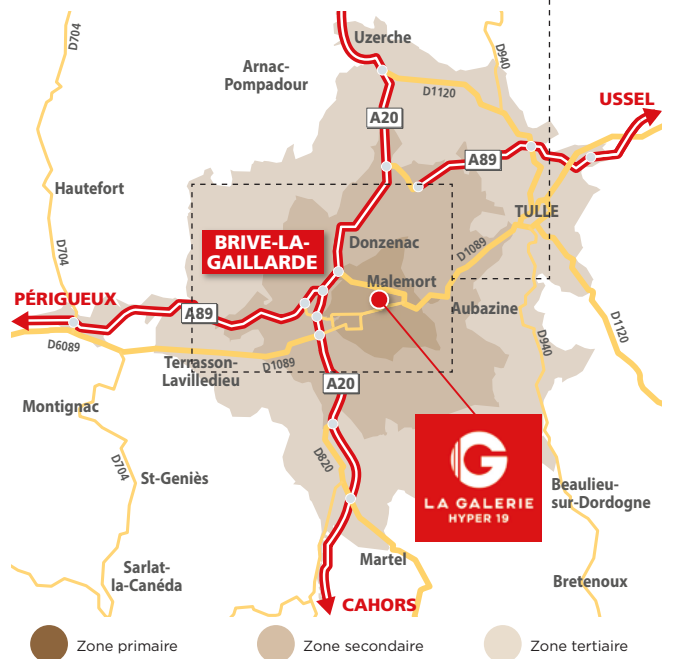 D704
Uzerche
D940
Arnac-
Pompadour
D1120
USSEL
A20
A89
Hautefort
TULLE
BRIVE-LA-
GAILLARDE
Donzenac
D1089
D704
Malemort
PÉRIGUEUX
A89
Aubazine
D6089
D1120
D940
Terrasson-
Lavilledieu
D1089
A20
Montignac
D820
D704
St-Geniès
G
LA GALERIE
HYPER 19
Beaulieu-
sur-Dordogne
Sarlat-
la-Canéda
Martel
Bretenoux
CAHORS
Zone primaire
Zone secondaire
Zone tertiaire